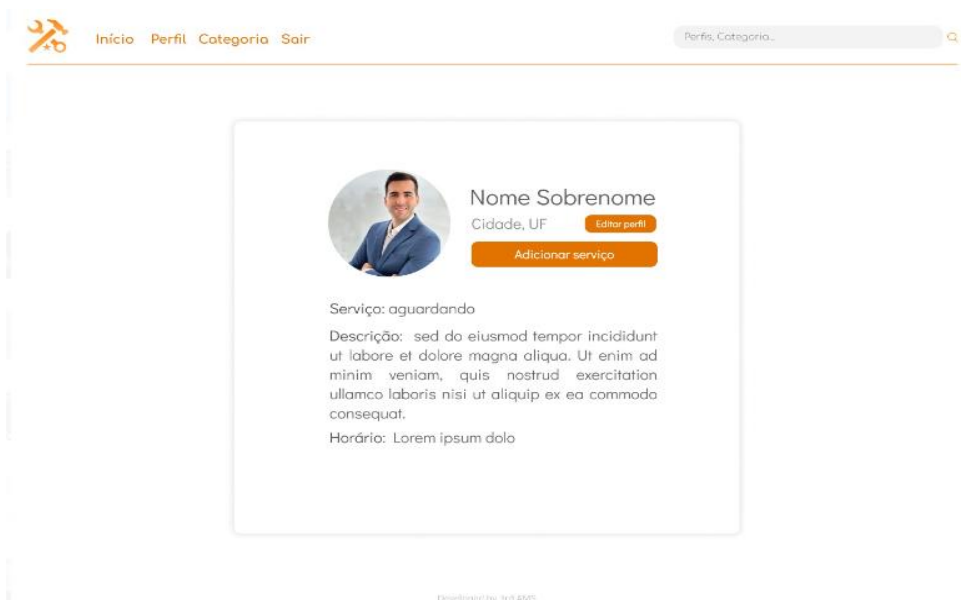 Início Perfil Categoria Sair
Perfis, Categoria...
Nome Sobrenome
Cidade, UF
Editar perfil
Adicionar serviço
Serviço: aguardando
Descrição: sed do eiusmod tempor incididunt
ut labore et dolore magna aliqua. Ut enim ad
minim veniam, quis nostrud exercitation
ullamco laboris nisi ut aliquip ex ea commodo
consequat.
Horário: Lorem ipsum dolo